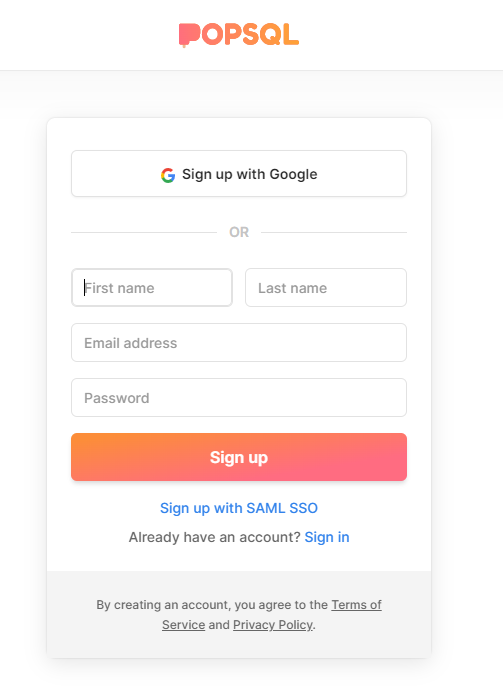 POPSQL
Sign up with Google
OR
First name
Last name
Email address
Password
Sign up
Sign up with SAML SSO
Already have an account? Sign in
By creating an account, you agree to the Terms of
Service and Privacy Policy.